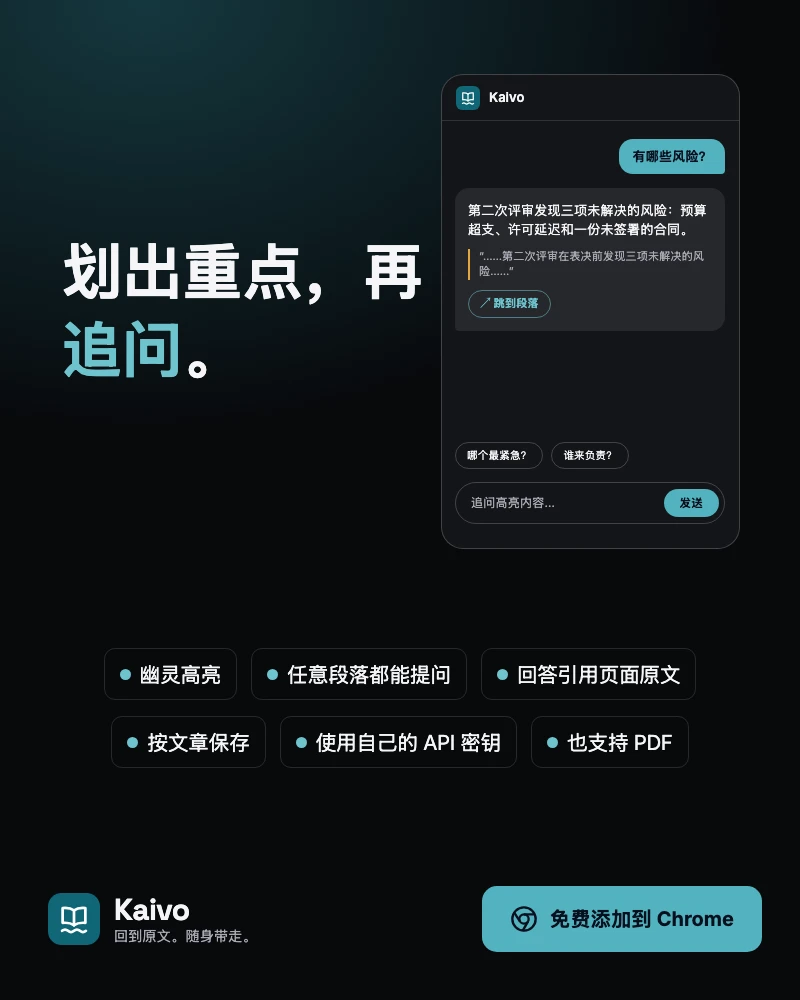 划出重点，再
追问。
Kaivo
有哪些风险？
第二次评审发现三项未解决的风险：预算
超支、许可延迟和一份未签署的合同。
“……第二次评审在表决前发现三项未解决的风
险……”
↗ 跳到段落
哪个最紧急？
谁来负责？
追问高亮内容...
发送
幽灵高亮
任意段落都能提问
回答引用页面原文
按文章保存
使用自己的 API 密钥
也支持 PDF
Kaivo
回到原文。随身带走。
免费添加到 Chrome